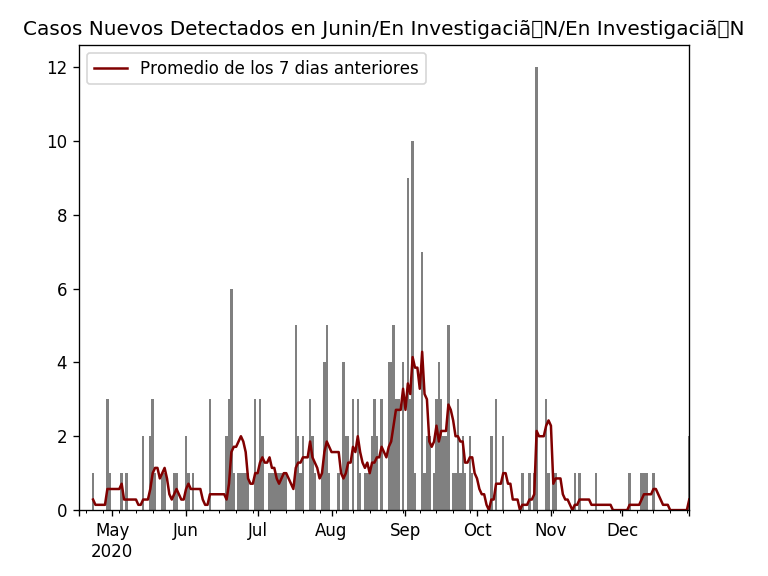 Casos Nuevos Detectados en Junin/En Investigaciã�N/En Investigaciã�N
Promedio de los 7 dias anteriores
12
10
8
6
4
2
0
May Jun Jul Aug Sep Oct Nov Dec
2020